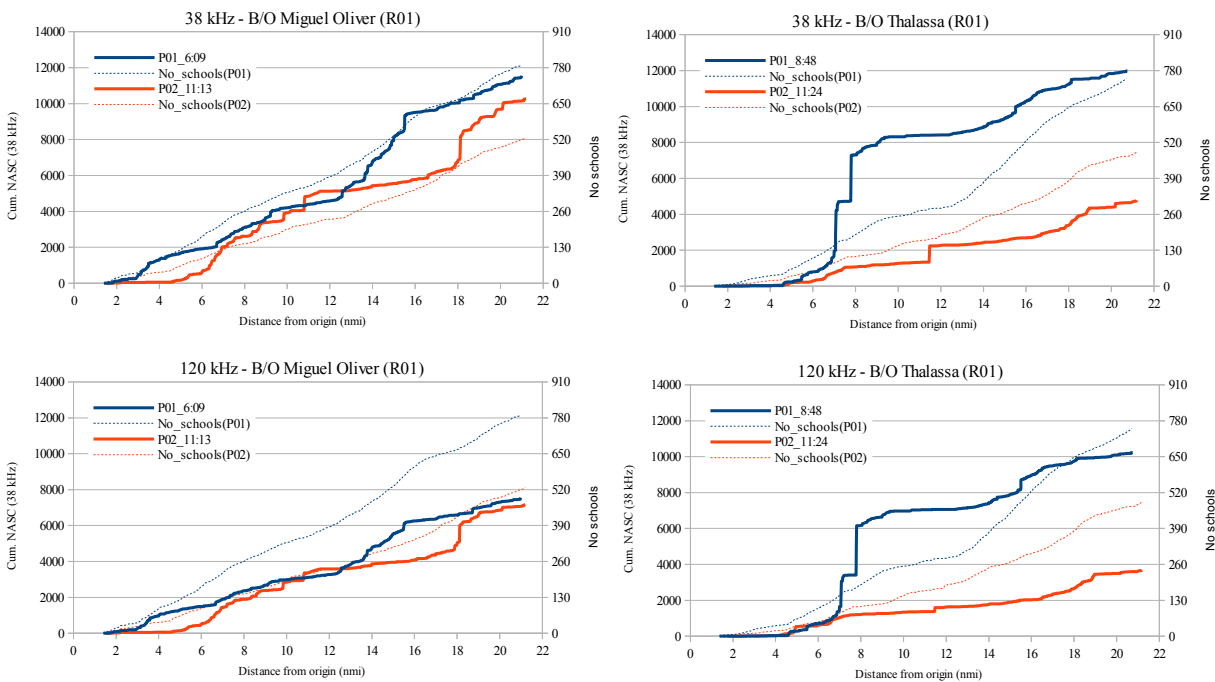 38 kHz - B/O Miguel Oliver (R01)
14000
12000
10000
8000
6000
4000
2000
0
Cum. NASC (38 kHz)
P01_6:09
No_schools(P01)
P02_11:13
No_schools(P02)
910
780
650
520
390
260
130
0
No schools
2 4 6 8 10 12 14 16 18 20 22
0
Distance from origin (nmi)
38 kHz - B/O Thalassa (R01)
14000
12000
10000
8000
6000
4000
2000
0
Cum. NASC (38 kHz)
P01_8:48
No_schools(P01)
P02_11:24
No_schools(P02)
910
780
650
520
390
260
130
0
No schools
0 2 4 6 8 10 12 14 16 18 20 22
Distance from origin (nmi)
120 kHz - B/O Miguel Oliver (R01)
14000
12000
10000
8000
6000
4000
2000
0
Cum. NASC (38 kHz)
P01_6:09
No_schools(P01)
P02_11:13
No_schools(P02)
910
780
650
520
390
260
130
0
No schools
0 2 4 6 8 10 12 14 16 18 20 22
Distance from origin (nmi)
120 kHz - B/O Thalassa (R01)
14000
12000
10000
8000
6000
4000
2000
0
Cum. NASC (38 kHz)
P01_8:48
No_schools(P01)
P02_11:24
No_schools(P02)
910
780
650
520
390
260
130
0
No schools
0 2 4 6 8 10 12 14 16 18 20 22
Distance from origin (nmi)